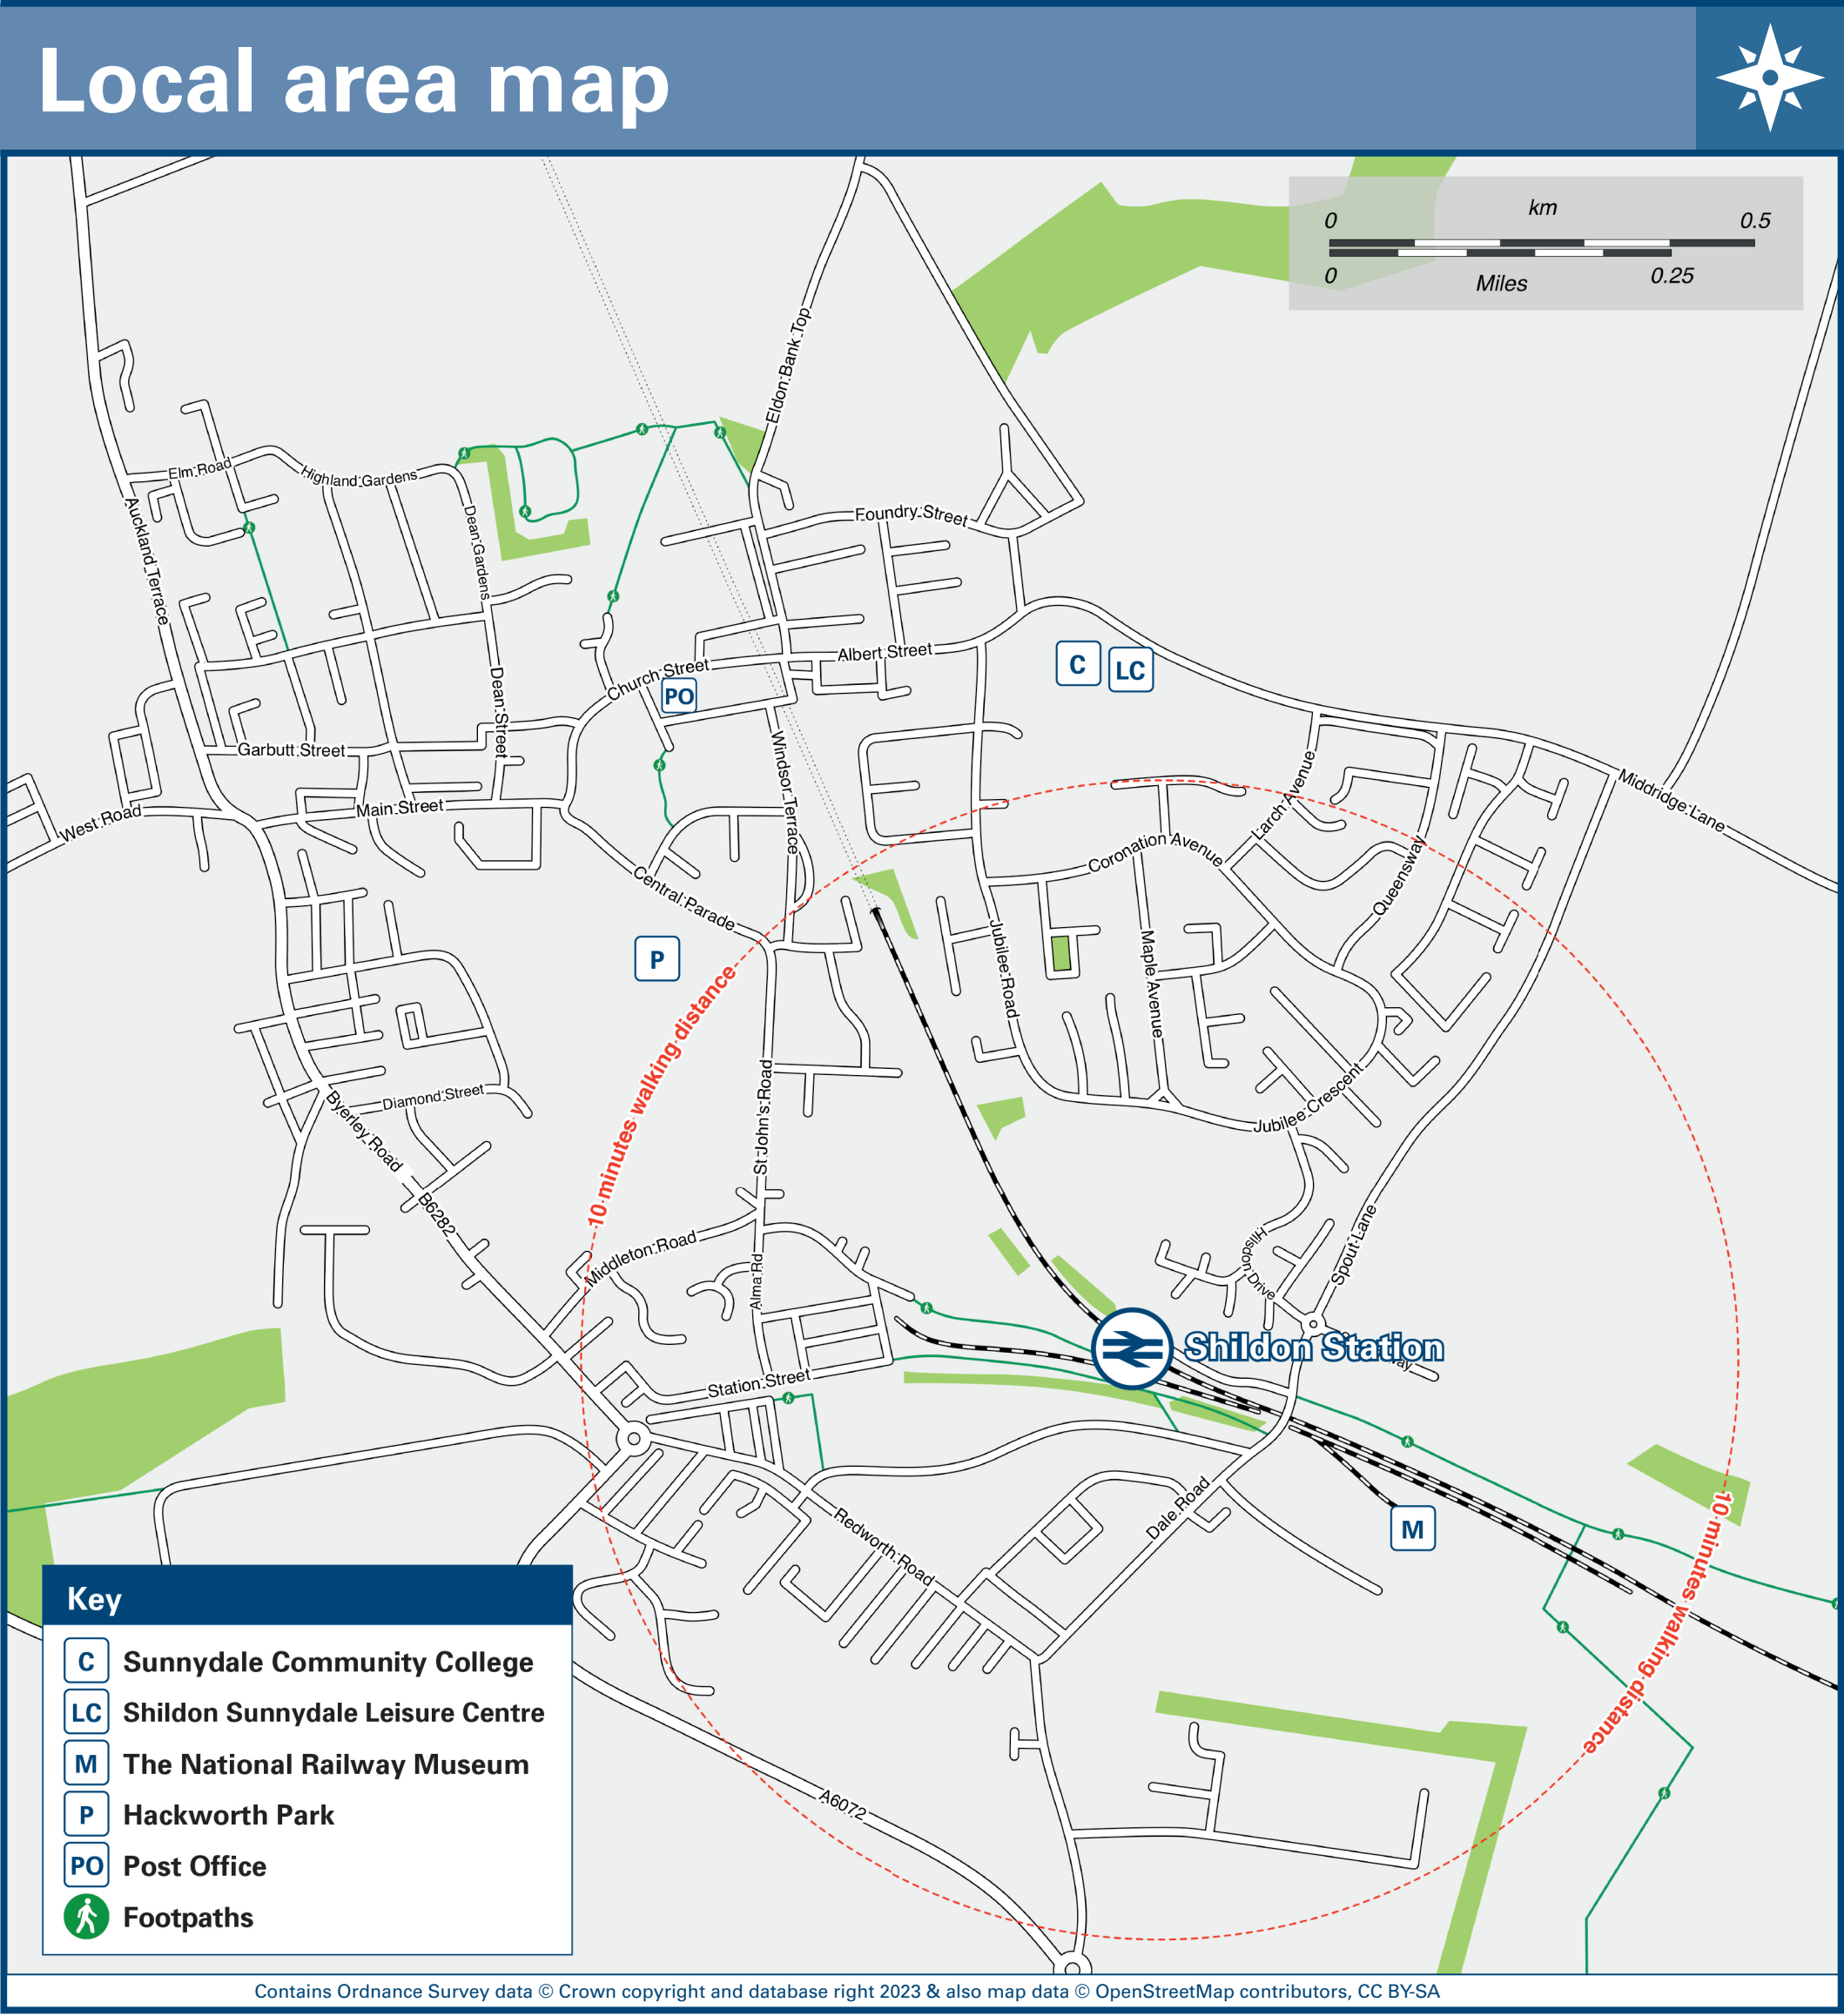 Local area map
0
km
0.5
0
Miles
0.25
Eldon Bank Top
Elm Road
Highland Gardens
Dean Gardens
Auckland Terrace
Foundry Street
Albert Street
Church Street
PO
C
LC
Dean Street
Garbutt Street
Main Street
West Road
Windsor Terrace
Middridge Lane
Larch Avenue
Coronation Avenue
Queensway
Central Parade
P
Jubilee Road
Maple Avenue
10 minutes walking distance
St John's Road
Diamond Street
Byerley Road
B6282
Jubilee Crescent
Middleton Road
Alma Rd
Hillsdon Drive
Spout Lane
Shildon Station
Station Street
Redworth Road
Dale Road
M
10 minutes walking distance
A6072
Key
C Sunnydale Community College
LC Shildon Sunnydale Leisure Centre
M The National Railway Museum
P Hackworth Park
PO Post Office
Footpaths
Contains Ordnance Survey data © Crown copyright and database right 2023 & also map data © OpenStreetMap contributors, CC BY-SA